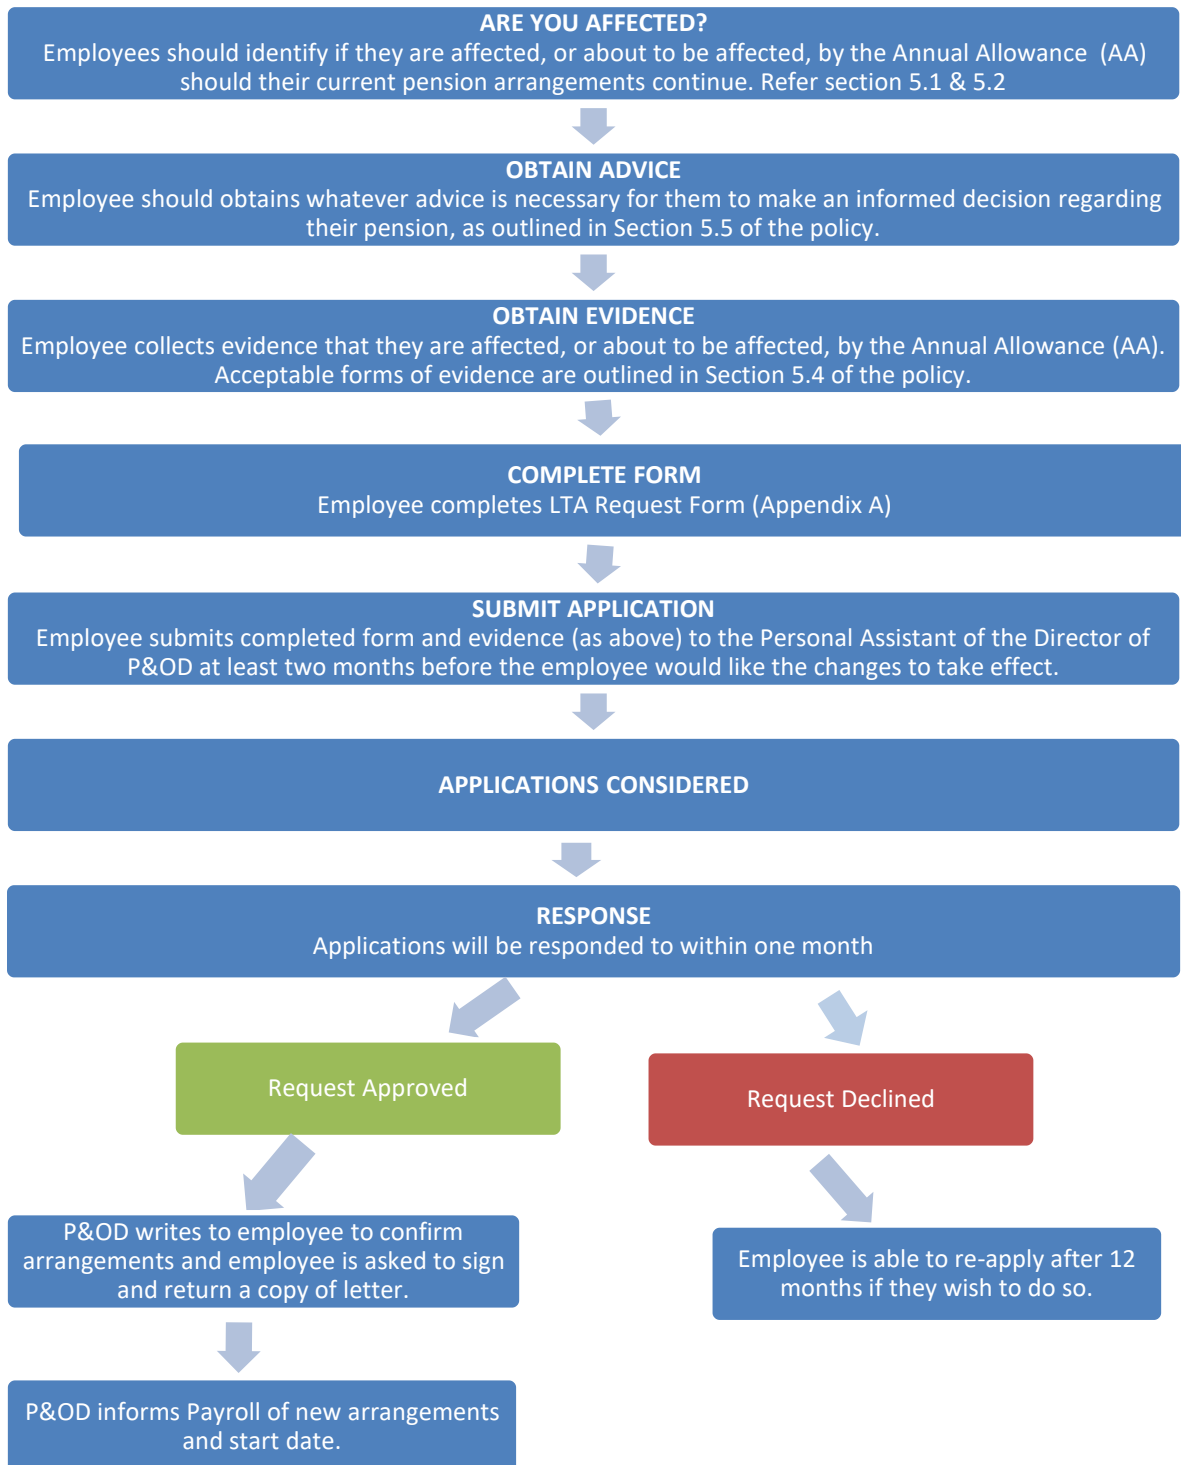 ARE YOU AFFECTED?
Employees should identify if they are affected, or about to be affected, by the Annual Allowance (AA)
should their current pension arrangements continue. Refer section 5.1 & 5.2
OBTAIN ADVICE
Employee should obtains whatever advice is necessary for them to make an informed decision regarding
their pension, as outlined in Section 5.5 of the policy.
OBTAIN EVIDENCE
Employee collects evidence that they are affected, or about to be affected, by the Annual Allowance (AA).
Acceptable forms of evidence are outlined in Section 5.4 of the policy.
COMPLETE FORM
Employee completes LTA Request Form (Appendix A)
SUBMIT APPLICATION
Employee submits completed form and evidence (as above) to the Personal Assistant of the Director of
P&OD at least two months before the employee would like the changes to take effect.
APPLICATIONS CONSIDERED
RESPONSE
Applications will be responded to within one month
Request Approved
Request Declined
P&OD writes to employee to confirm
arrangements and employee is asked to sign
and return a copy of letter.
Employee is able to re-apply after 12
months if they wish to do so.
P&OD informs Payroll of new arrangements
and start date.